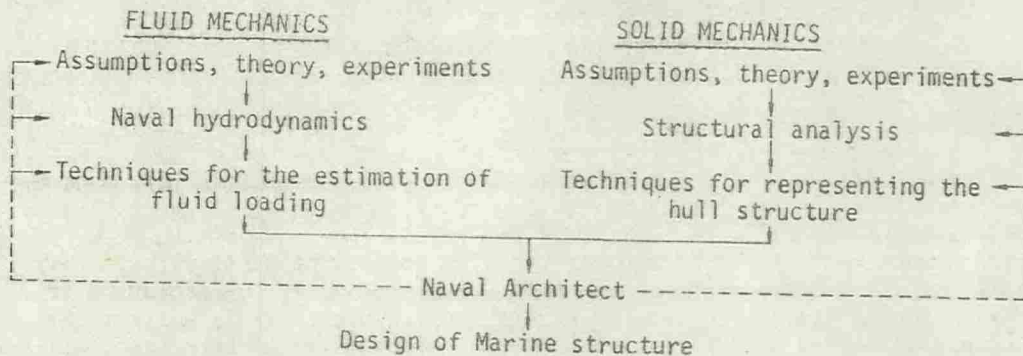 FLUID MECHANICS
Assumptions, theory, experiments
Naval hydrodynamics
Techniques for the estimation of
fluid loading
SOLID MECHANICS
Assumptions, theory, experiments
Structural analysis
Techniques for representing the
hull structure
Naval Architect
Design of Marine structure